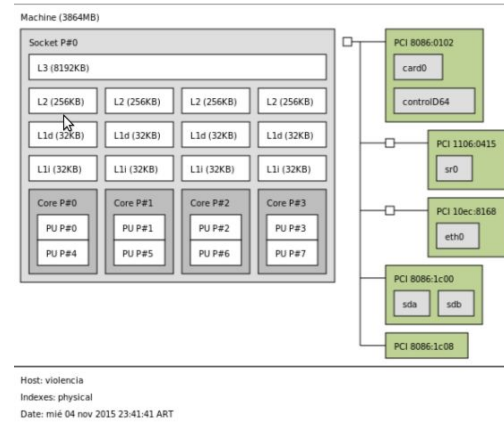 Machine (3864MB)
Socket P#0
L3 (8192KB)
L2 (256KB) L2 (256KB) L2 (256KB) L2 (256KB)
L1d (32KB) L1d (32KB) L1d (32KB) L1d (32KB)
L1i (32KB) L1i (32KB) L1i (32KB) L1i (32KB)
Core P#0 Core P#1 Core P#2 Core P#3
PU P#0 PU P#1 PU P#2 PU P#3
PU P#4 PU P#5 PU P#6 PU P#7
PCI 8086:0102
card0
controlD64
PCI 1106:0415
sr0
PCI 10ec:8168
eth0
PCI 8086:1c00
sda sdb
PCI 8086:1c08
Host: violencia
Indexes: physical
Date: mié 04 nov 2015 23:41:41 ART